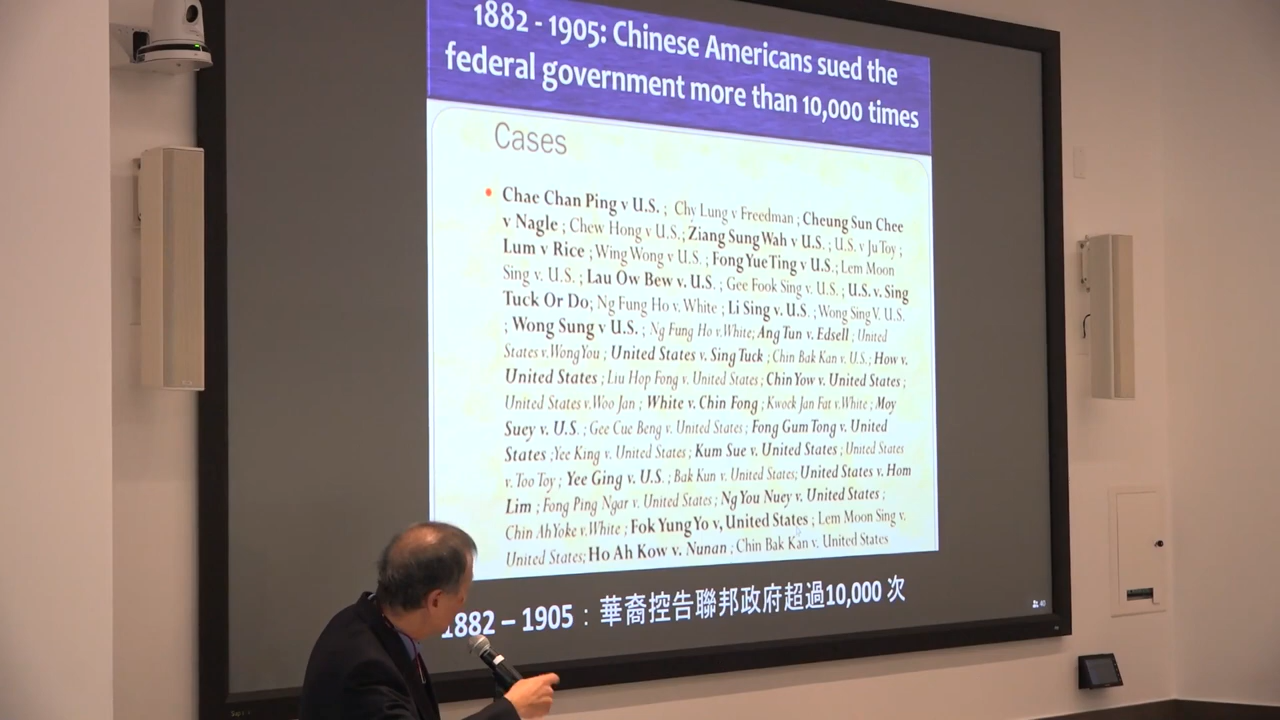 1882 - 1905: Chinese Americans sued the
federal government more than 10,000 times
Cases
• Chae Chan Ping v U.S. ; Chy Lung v Freedman ; Cheung Sun Chee
v Nagle ; Chew Hong v U.S.; Ziang Sung Wah v U.S. ; U.S. v Ju Toy ;
Lum v Rice ; Wing Wong v U.S. ; Fong Yue Ting v U.S.; Lem Moon
Sing v. U.S. ; Lau Ow Bew v. U.S. ; Gee Fook Sing v. U.S. ; U.S. v. Sing
Tuck Or Do; Ng Fung Ho v. White ; Li Sing v. U.S. ; Wong Sing V. U.S.
; Wong Sung v U.S. ; Ng Fung Ho v. White; Ang Tun v. Edsell ; United
States v. Wong You ; United States v. Sing Tuck ; Chin Bak Kan v. U.S.; How v.
United States ; Liu Hop Fong v. United States ; Chin Yow v. United States ;
United States v. Woo Jan ; White v. Chin Fong ; Kwock Jan Fat v. White ; Moy
Suey v. U.S. ; Gee Cue Beng v. United States ; Fong Gum Tong v. United
States ; Yee King v. United States ; Kum Sue v. United States ; United States
v. Too Toy ; Yee Ging v. U.S. ; Bak Kun v. United States; United States v. Hom
Lim ; Fong Ping Ngar v. United States ; Ng You Nuey v. United States ;
Chin Ah Yoke v. White ; Fok Yung Yo v, United States ; Lem Moon Sing v.
United States; Ho Ah Kow v. Nunan ; Chin Bak Kan v. United States
1882 – 1905：華裔控告聯邦政府超過10,000 次
40